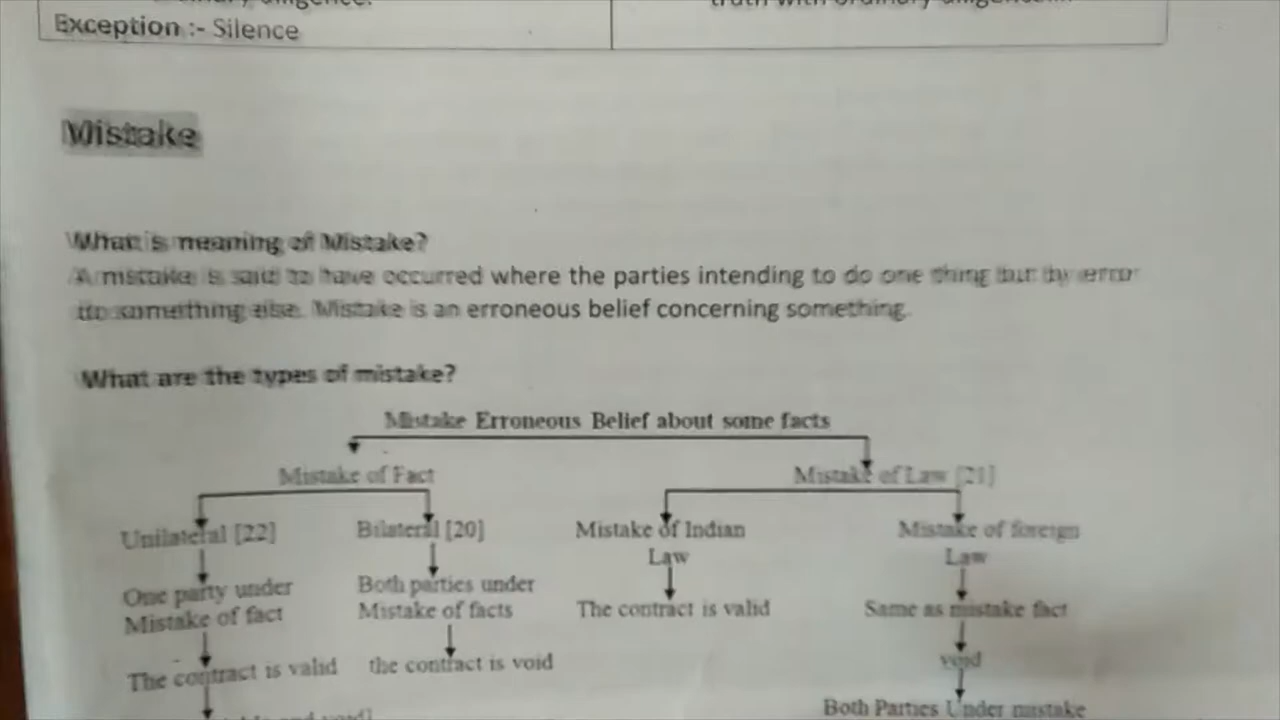 Exception :- Silence
truth with ordinary diligence...
Mistake
What is meaning of Mistake?
A mistake is said to have occurred where the parties intending to do one thing but by error
do something else. Mistake is an erroneous belief concerning something.
What are the types of mistake?
Mistake Erroneous Belief about some facts
Mistake of Fact
Mistake of Law [21]
Unilateral [22]
Bilateral [20]
Mistake of Indian
Law
Mistake of foreign
Law
One party under
Mistake of fact
Both parties under
Mistake of facts
The contract is valid
Same as mistake fact
The contract is valid
the contract is void
void
Both Parties Under mistake